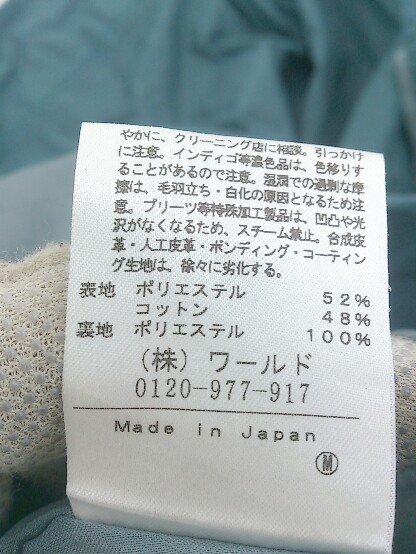 やかに、クリーニング店に相談。引っかけ
に注意。インディゴ等濃色品は、色移りす
ることがあるので注意。湿潤での過剰な摩
擦は、毛羽立ち・白化の原因となるため注
意。プリーツ等特殊加工製品は、凹凸や光
沢がなくなるため、スチーム禁止。合成皮
革・人工皮革・ボンディング・コーティン
グ生地は、徐々に劣化する。
表地 ポリエステル 52%
コットン 48%
裏地 ポリエステル 100%
(株)ワールド
0120-977-917
Made in Japan
M